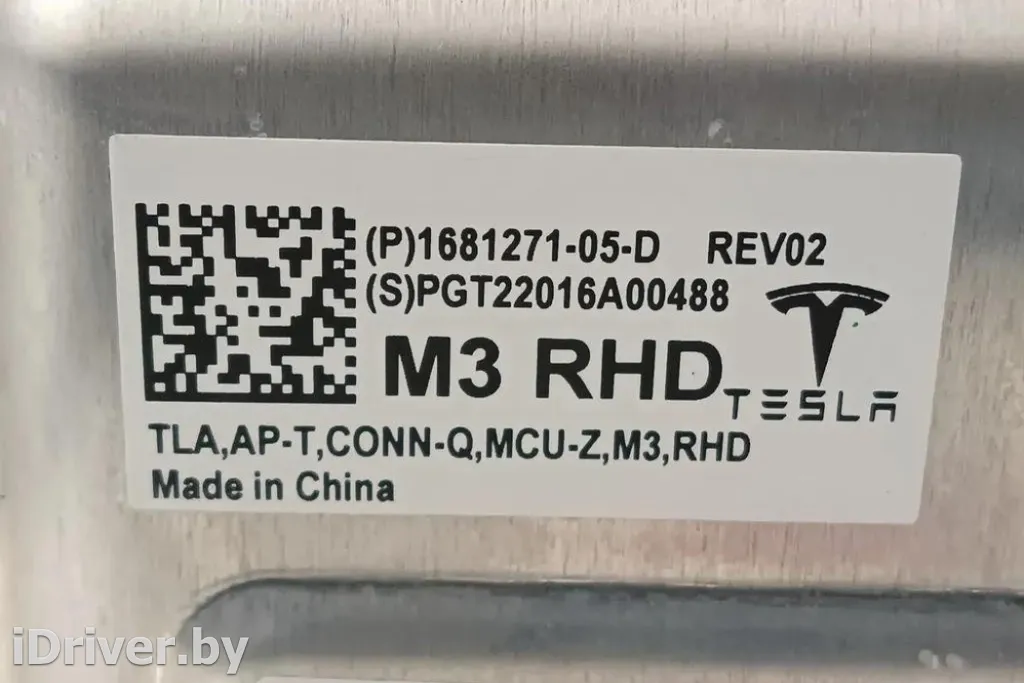 (P)1681271-05-D REV02
(S)PGT22016A00488
M3 RHD
TESLA
TLA,AP-T,CONN-Q,MCU-Z,M3,RHD
Made in China
iDriver.by